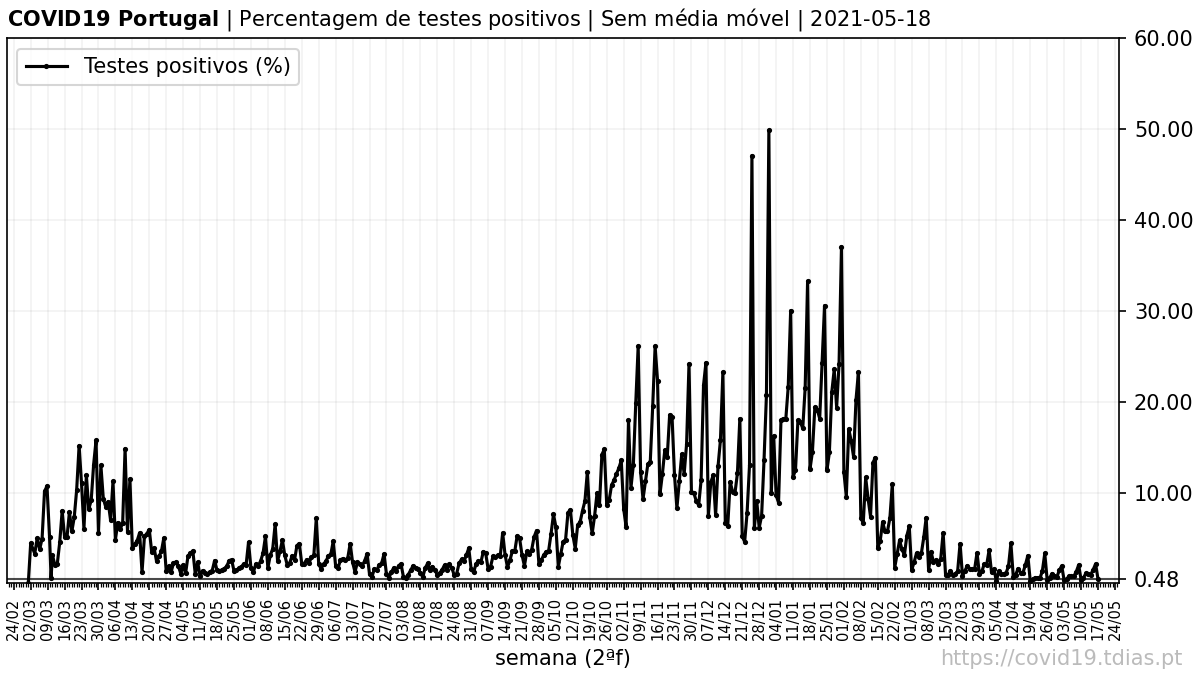 COVID19 Portugal | Percentagem de testes positivos | Sem média móvel | 2021-05-18
Testes positivos (%)
60.00
50.00
40.00
30.00
20.00
10.00
0.48
24/02 02/03 09/03 16/03 23/03 30/03 06/04 13/04 20/04 27/04 04/05 11/05 18/05 25/05 01/06 08/06 15/06 22/06 29/06 06/07 13/07 20/07 27/07 03/08 10/08 17/08 24/08 31/08 07/09 14/09 21/09 28/09 05/10 12/10 19/10 26/10 02/11 09/11 16/11 23/11 30/11 07/12 14/12 21/12 28/12 04/01 11/01 18/01 25/01 01/02 08/02 15/02 22/02 01/03 08/03 15/03 22/03 29/03 05/04 12/04 19/04 26/04 03/05 10/05 17/05 24/05
semana (2ªf)
https://covid19.tdias.pt